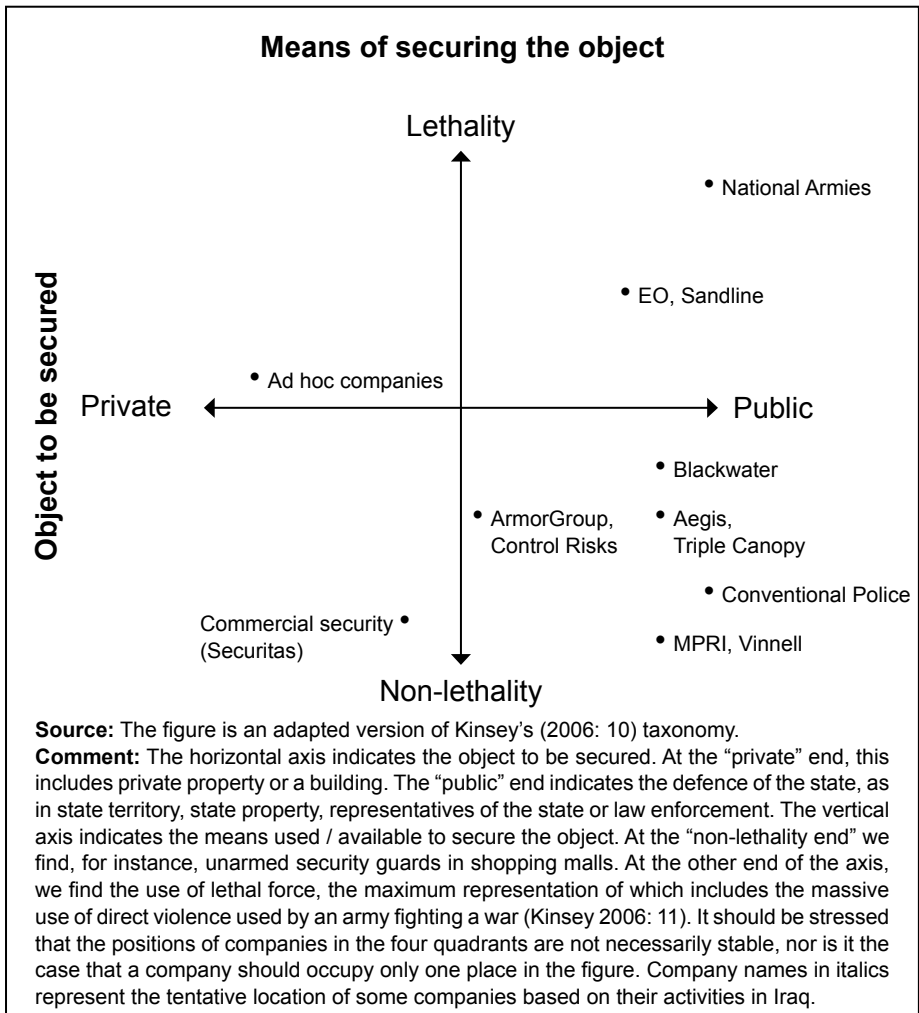 Means of securing the object
Lethality
National Armies
EO, Sandline
Object to be secured
Ad hoc companies
Private
Public
Blackwater
ArmorGroup,
Control Risks
Aegis,
Triple Canopy
Conventional Police
Commercial security
(Securitas)
MPRI, Vinnell
Non-lethality
Source: The figure is an adapted version of Kinsey's (2006: 10) taxonomy.
Comment: The horizontal axis indicates the object to be secured. At the “private” end, this
includes private property or a building. The “public” end indicates the defence of the state, as
in state territory, state property, representatives of the state or law enforcement. The vertical
axis indicates the means used / available to secure the object. At the “non-lethality end” we
find, for instance, unarmed security guards in shopping malls. At the other end of the axis,
we find the use of lethal force, the maximum representation of which includes the massive
use of direct violence used by an army fighting a war (Kinsey 2006: 11). It should be stressed
that the positions of companies in the four quadrants are not necessarily stable, nor is it the
case that a company should occupy only one place in the figure. Company names in italics
represent the tentative location of some companies based on their activities in Iraq.